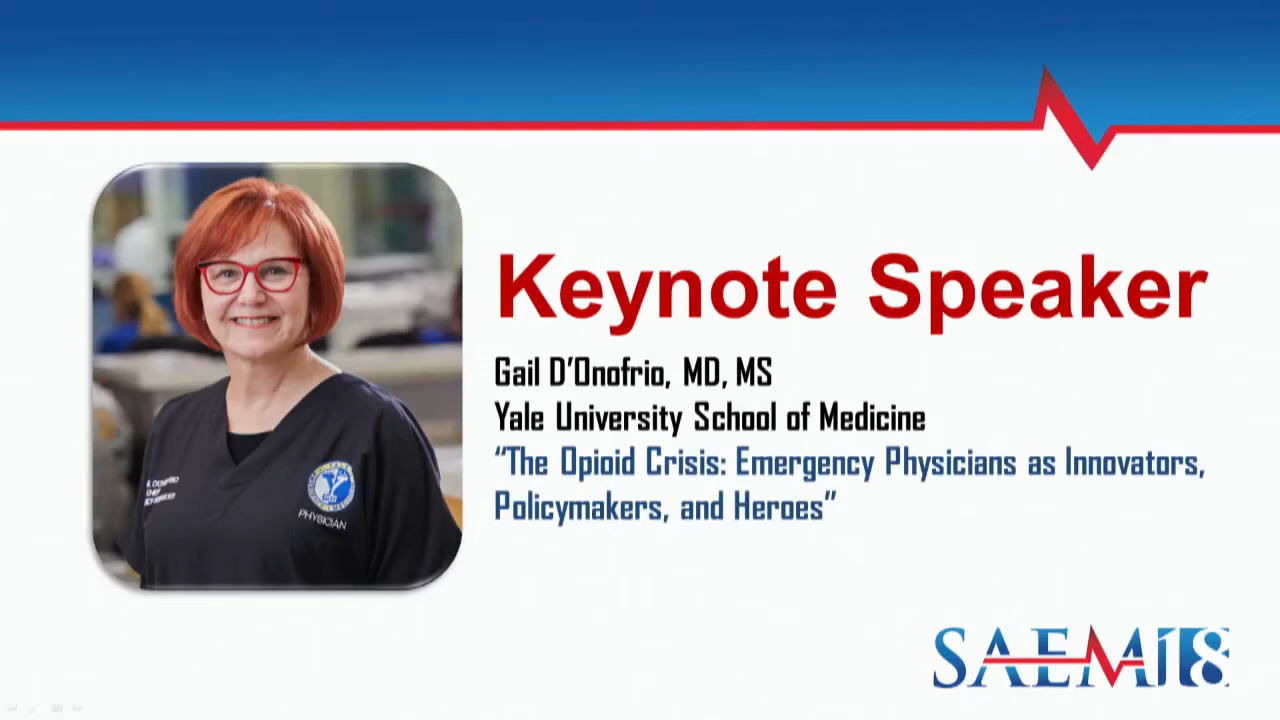 Keynote Speaker
Gail D'Onofrio, MD, MS
Yale University School of Medicine
“The Opioid Crisis: Emergency Physicians as Innovators,
Policymakers, and Heroes”
PHYSICIAN
SAEM18